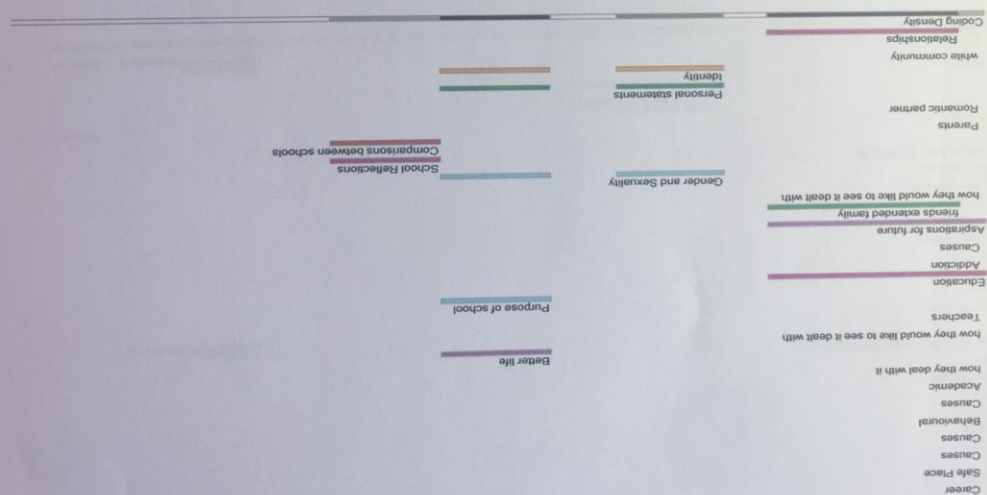 Career
Safe Place
Causes
Causes
Behavioural
Causes
Academic
how they deal with it
Better life
how they would like to see it dealt with
Teachers
Purpose of school
Education
Addiction
Causes
Aspirations for future
friends extended family
how they would like to see it dealt with
Gender and Sexuality
School Reflections
Comparisons between schools
Parents
Romantic partner
Personal statements
Identity
white community
Relationships
Coding Density